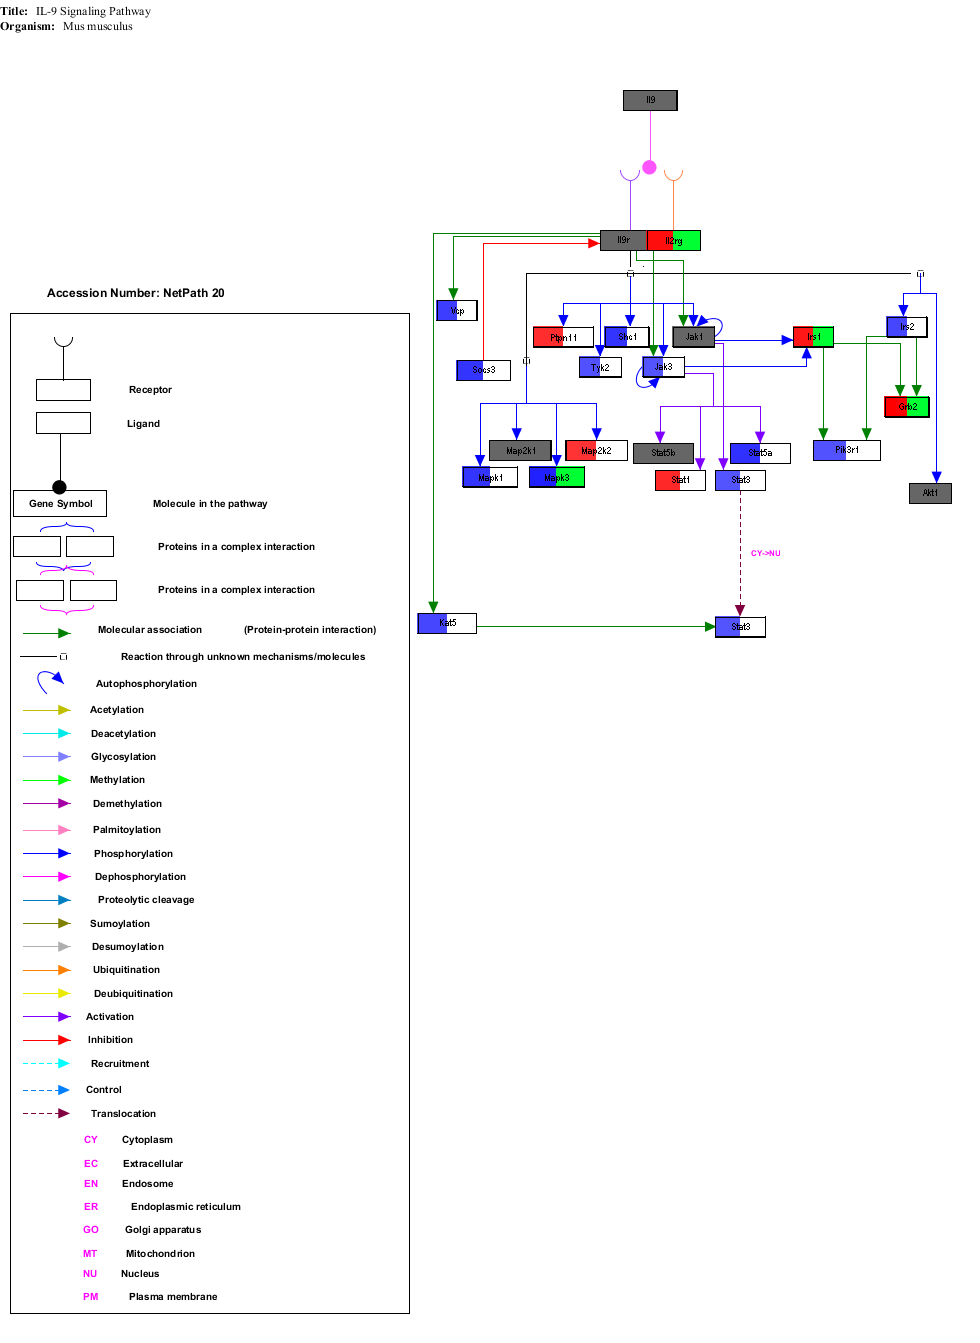 Title: IL-9 Signaling Pathway
Organism: Mus musculus
Il9
Il9r
Il2rg
Accession Number: NetPath 20
Vcp
Ptpn11
Shc1
Jak1
Irs1
Irs2
Socs3
Tyk2
Jak3
Grb2
Map2k1
Map2k2
Stat5b
Stat5a
Pik3r1
Mapk1
Mapk3
Stat1
Stat3
Akt1
CY->NU
Kat5
Stat3
Receptor
Ligand
Gene Symbol
Molecule in the pathway
Proteins in a complex interaction
Proteins in a complex interaction
Molecular association (Protein-protein interaction)
Reaction through unknown mechanisms/molecules
Autophosphorylation
Acetylation
Deacetylation
Glycosylation
Methylation
Demethylation
Palmitoylation
Phosphorylation
Dephosphorylation
Proteolytic cleavage
Sumoylation
Desumoylation
Ubiquitination
Deubiquitination
Activation
Inhibition
Recruitment
Control
Translocation
CY Cytoplasm
EC Extracellular
EN Endosome
ER Endoplasmic reticulum
GO Golgi apparatus
MT Mitochondrion
NU Nucleus
PM Plasma membrane